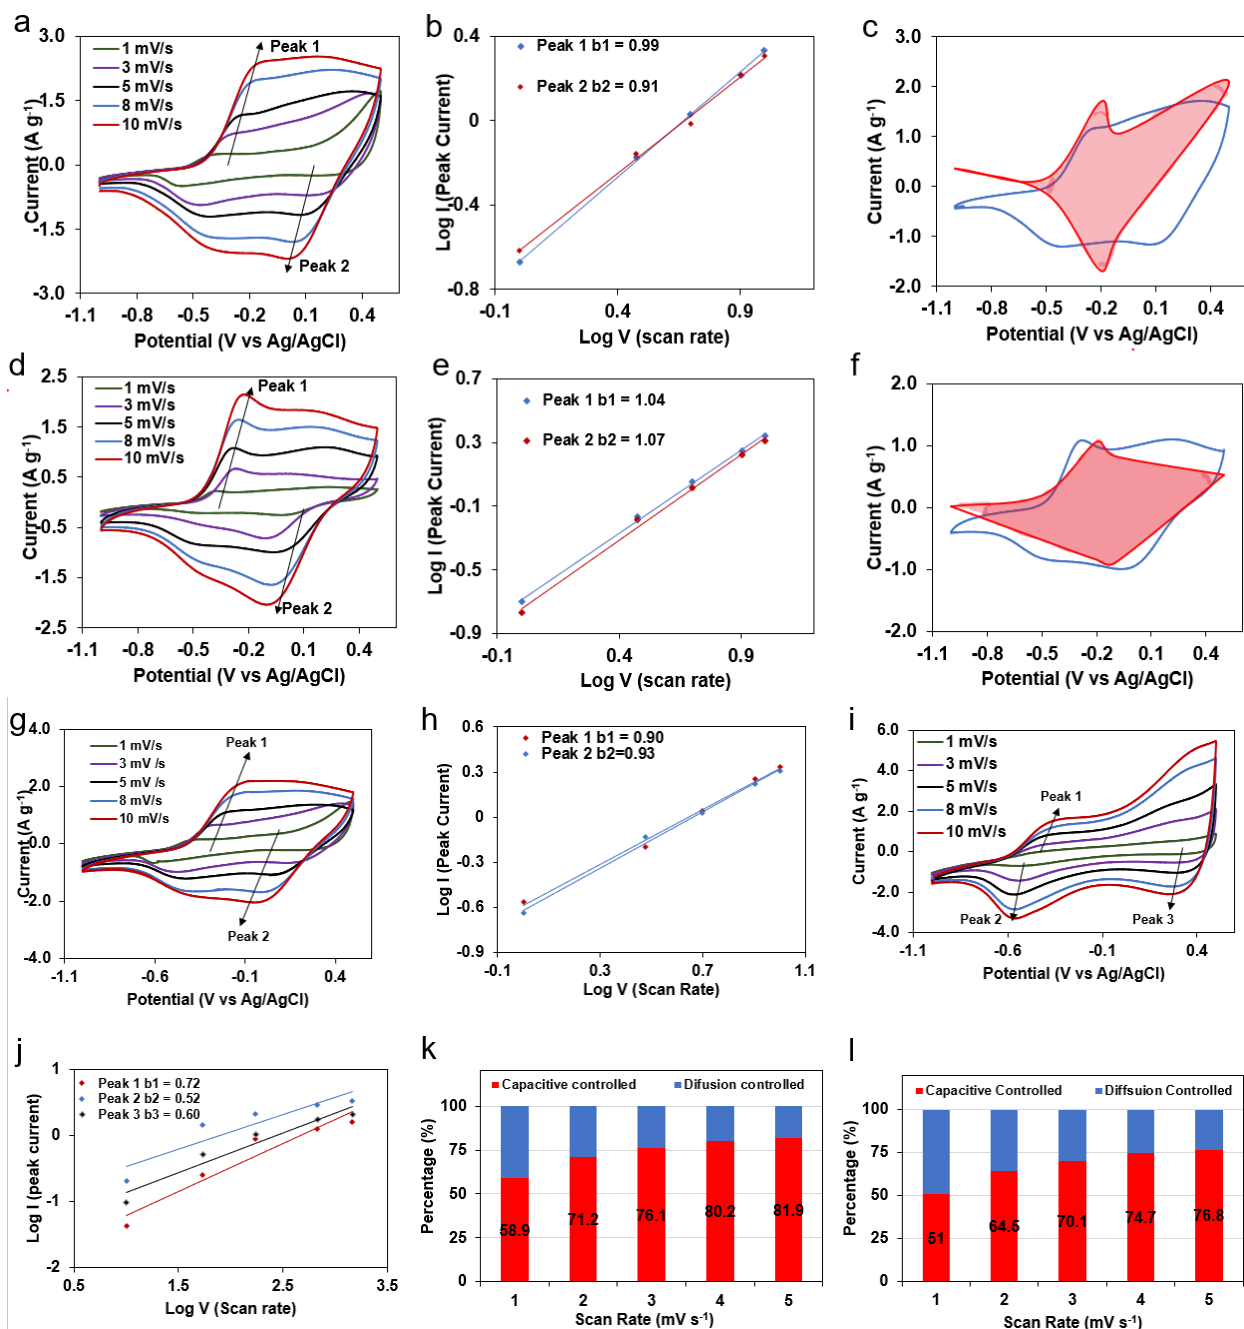 a
3.0
1.5
0.0
-1.5
-3.0
Current (A g⁻¹)
1 mV/s
3 mV/s
5 mV/s
8 mV/s
10 mV/s
Peak 1
Peak 2
-1.1 -0.8 -0.5 -0.2 0.1 0.4
Potential (V vs Ag/AgCl)
b
0.4
0
-0.4
-0.8
Log I (Peak Current)
Peak 1 b1 = 0.99
Peak 2 b2 = 0.91
-0.1 0.4 0.9
Log V (scan rate)
c
3.0
2.0
1.0
0.0
-1.0
-2.0
Current (A g⁻¹)
-1.1 -0.8 -0.5 -0.2 0.1 0.4
Potential (V vs Ag/AgCl)
d
2.5
1.5
0.5
-0.5
-1.5
-2.5
Current (A g⁻¹)
1 mV/s
3 mV/s
5 mV/s
8 mV/s
10 mV/s
Peak 1
Peak 2
-1.1 -0.8 -0.5 -0.2 0.1 0.4
Potential (V vs Ag/AgCl)
e
0.7
0.3
-0.1
-0.5
-0.9
Log I (Peak Current)
Peak 1 b1 = 1.04
Peak 2 b2 = 1.07
-0.1 0.4 0.9
Log V (scan rate)
f
2.0
1.0
0.0
-1.0
-2.0
Current (A g⁻¹)
-1.1 -0.8 -0.5 -0.2 0.1 0.4
Potential (V vs Ag/AgCl)
g
4.0
2.0
0.0
-2.0
-4.0
Current (A g⁻¹)
1 mV/s
3 mV /s
5 mV /s
8 mV/s
10 mV/s
Peak 1
Peak 2
-1.1 -0.6 -0.1 0.4
Potential (V vs Ag/AgCl)
h
0.6
0.3
0
-0.3
-0.6
-0.9
Log I (Peak Current)
Peak 1 b1 = 0.90
Peak 2 b2=0.93
-0.1 0.3 0.7 1.1
Log V (Scan Rate)
i
6.0
4.0
2.0
0.0
-2.0
-4.0
Current (A g⁻¹)
1 mV/s
3 mV/s
5 mV/s
8 mV/s
10 mV/s
Peak 1
Peak 2
Peak 3
-1.1 -0.6 -0.1 0.4
Potential (V vs Ag/AgCl)
j
1
0
-1
-2
Log I (peak current)
Peak 1 b1 = 0.72
Peak 2 b2 = 0.52
Peak 3 b3 = 0.60
0.5 1.5 2.5 3.5
Log V (Scan rate)
k
Capacitive controlled Difusion controlled
100
75
50
25
0
Percentage (%)
58.9 71.2 76.1 80.2 81.9
1 2 3 4 5
Scan Rate (mV s⁻¹)
l
Capacitive Controlled Diffsuion Controlled
100
75
50
25
0
Percentage (%)
51 64.5 70.1 74.7 76.8
1 2 3 4 5
Scan Rate (mV s⁻¹)